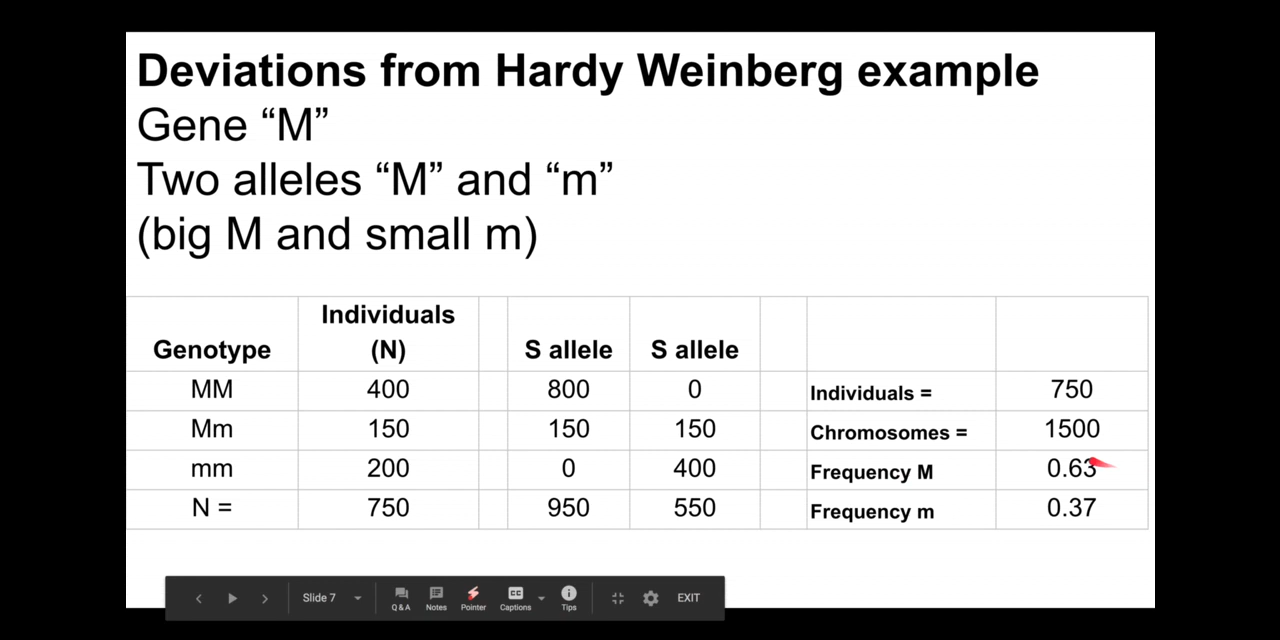 Deviations from Hardy Weinberg example
Gene “M”
Two alleles “M” and “m”
(big M and small m)
Individuals
Genotype (N) S allele S allele
MM 400 800 0 Individuals = 750
Mm 150 150 150 Chromosomes = 1500
mm 200 0 400 Frequency M 0.63
N = 750 950 550 Frequency m 0.37
Slide 7 Q & A Notes Pointer CC Captions Tips EXIT